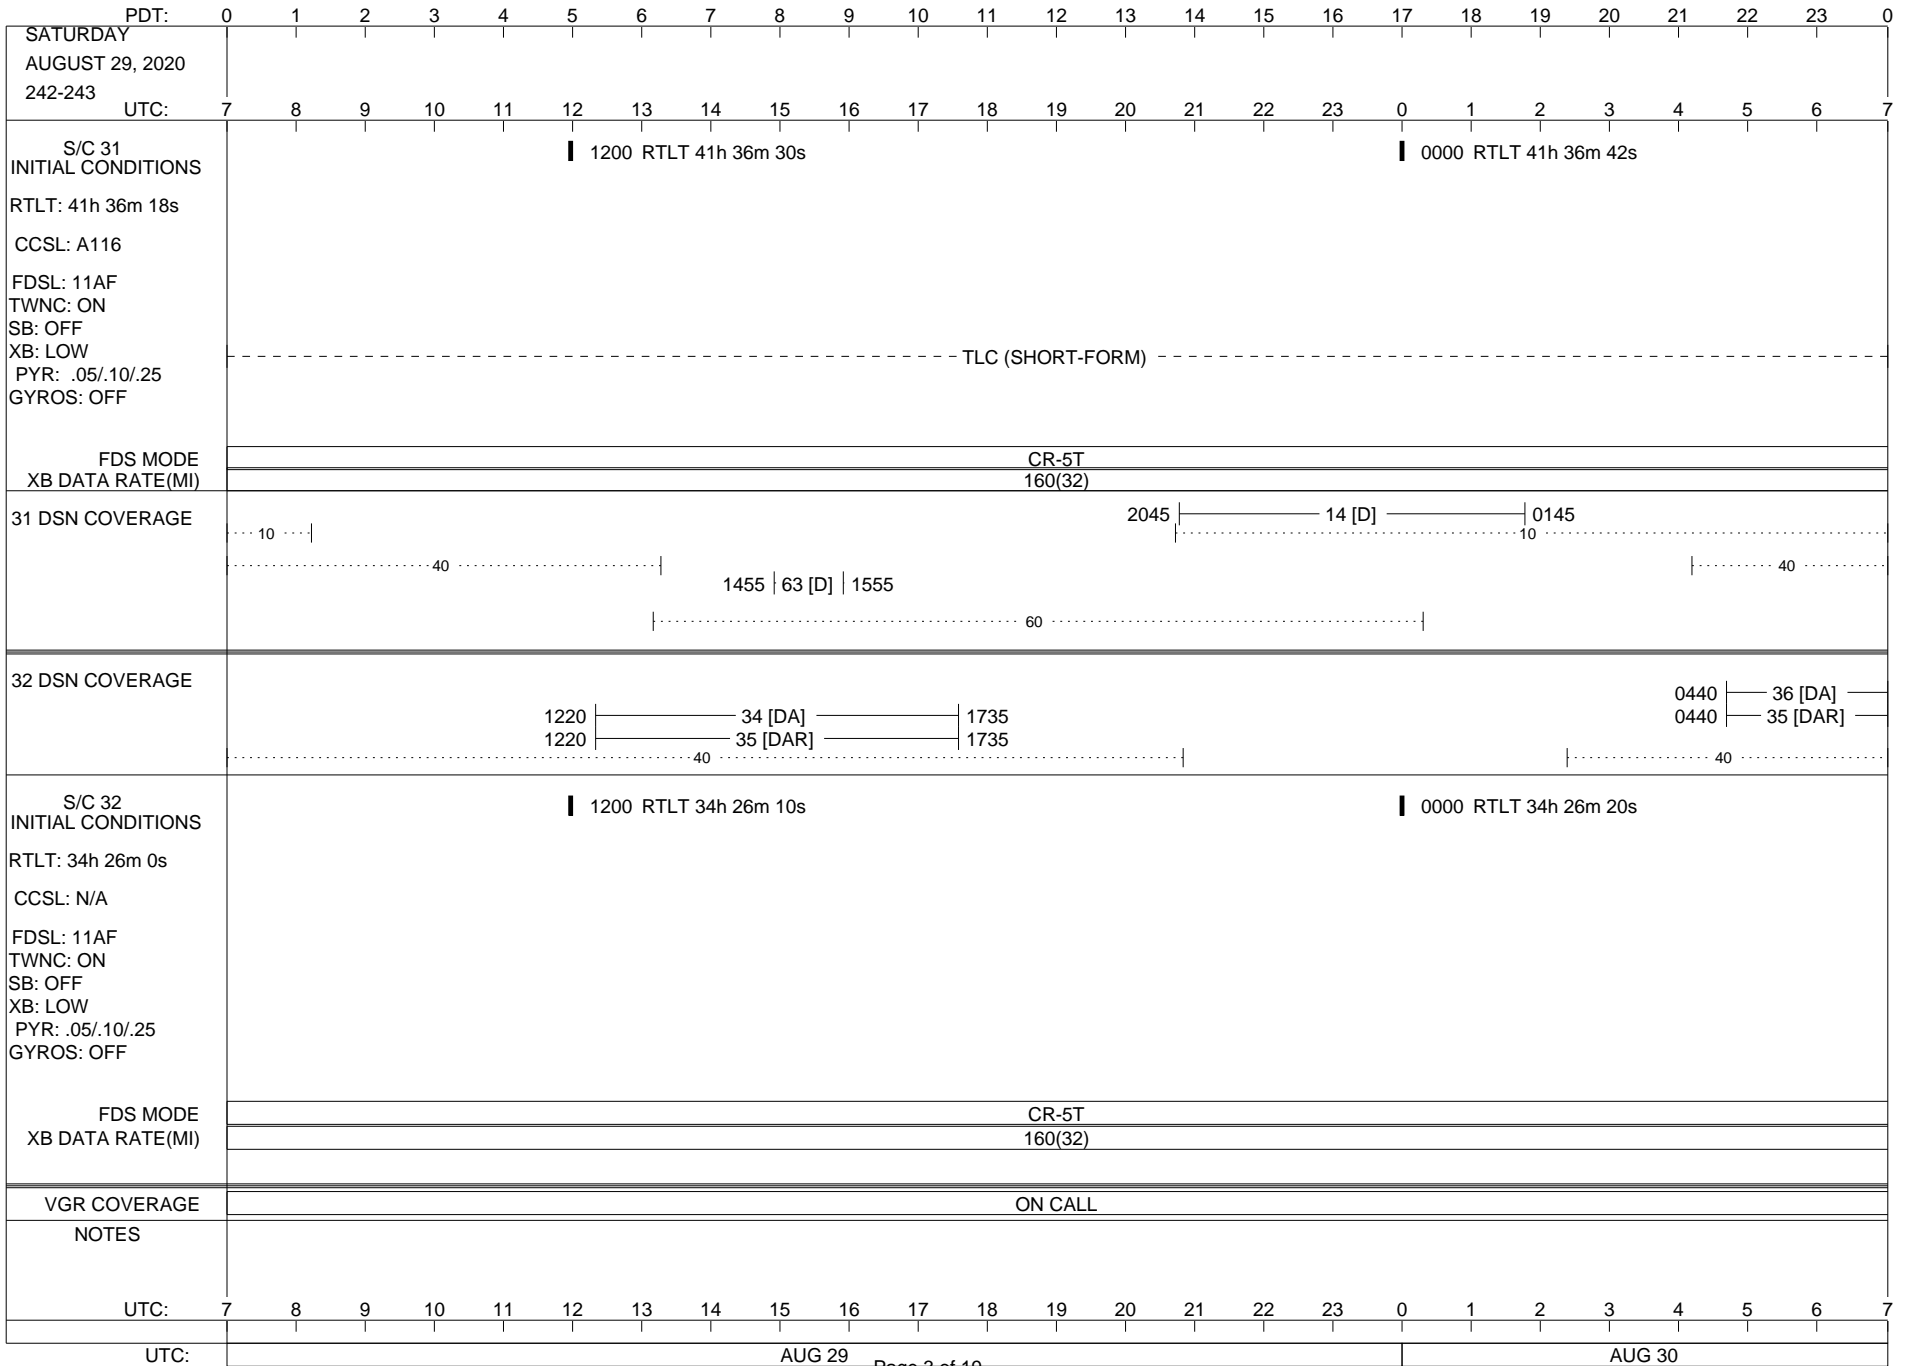 PDT: 0 1 2 3 4 5 6 7 8 9 10 11 12 13 14 15 16 17 18 19 20 21 22 23 0
SATURDAY
AUGUST 29, 2020
242-243
UTC: 7 8 9 10 11 12 13 14 15 16 17 18 19 20 21 22 23 0 1 2 3 4 5 6 7
S/C 31
INITIAL CONDITIONS
1200 RTLT 41h 36m 30s
0000 RTLT 41h 36m 42s
RTLT: 41h 36m 18s
CCSL: A116
FDSL: 11AF
TWNC: ON
SB: OFF
XB: LOW
TLC (SHORT-FORM)
PYR: .05/.10/.25
GYROS: OFF
FDS MODE CR-5T
XB DATA RATE(MI) 160(32)
31 DSN COVERAGE
2045 14 [D] 0145
10 10
40 40
1455 63 [D] 1555
60
32 DSN COVERAGE
0440 36 [DA]
1220 34 [DA] 1735 0440 35 [DAR]
1220 35 [DAR] 1735
40 40
S/C 32
INITIAL CONDITIONS
1200 RTLT 34h 26m 10s
0000 RTLT 34h 26m 20s
RTLT: 34h 26m 0s
CCSL: N/A
FDSL: 11AF
TWNC: ON
SB: OFF
XB: LOW
PYR: .05/.10/.25
GYROS: OFF
FDS MODE CR-5T
XB DATA RATE(MI) 160(32)
VGR COVERAGE ON CALL
NOTES
UTC: 7 8 9 10 11 12 13 14 15 16 17 18 19 20 21 22 23 0 1 2 3 4 5 6 7
UTC: AUG 29 AUG 30
Page 3 of 19